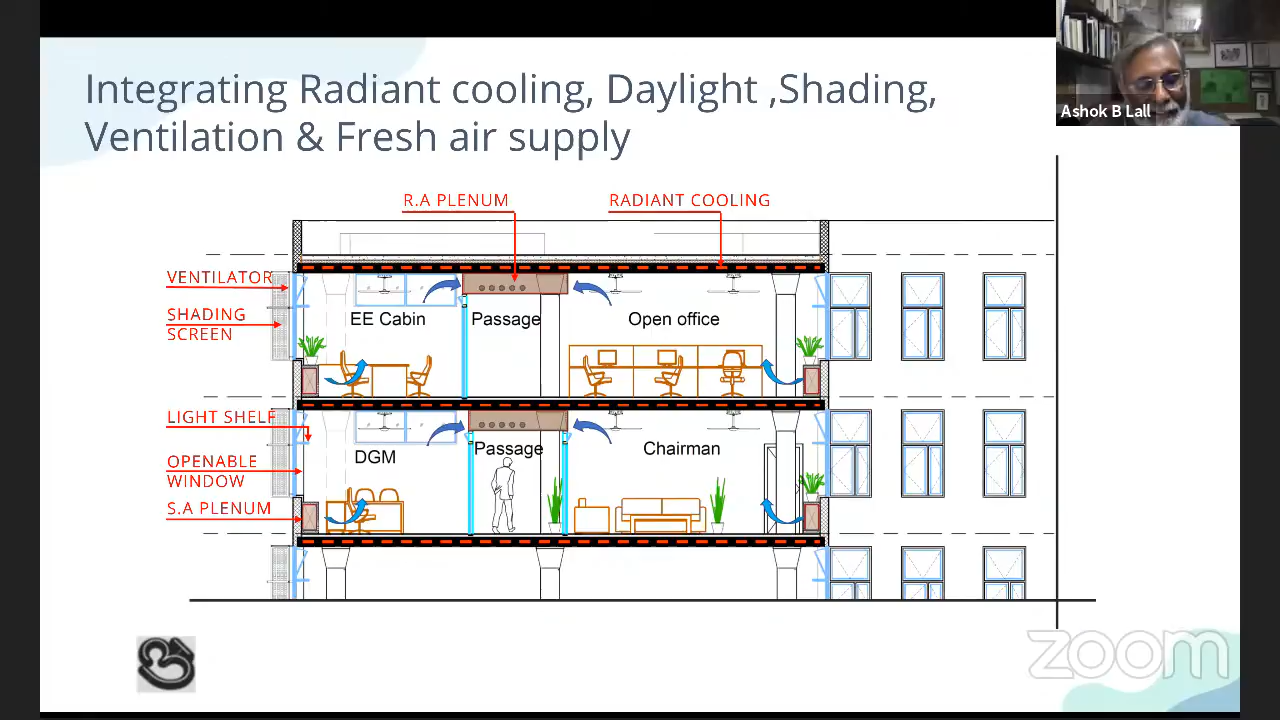 Integrating Radiant cooling, Daylight ,Shading,
Ventilation & Fresh air supply
Ashok B Lall
R.A PLENUM
RADIANT COOLING
VENTILATOR
SHADING
SCREEN
EE Cabin
Passage
Open office
LIGHT SHELF
OPENABLE
WINDOW
S.A PLENUM
DGM
Passage
Chairman
zoom